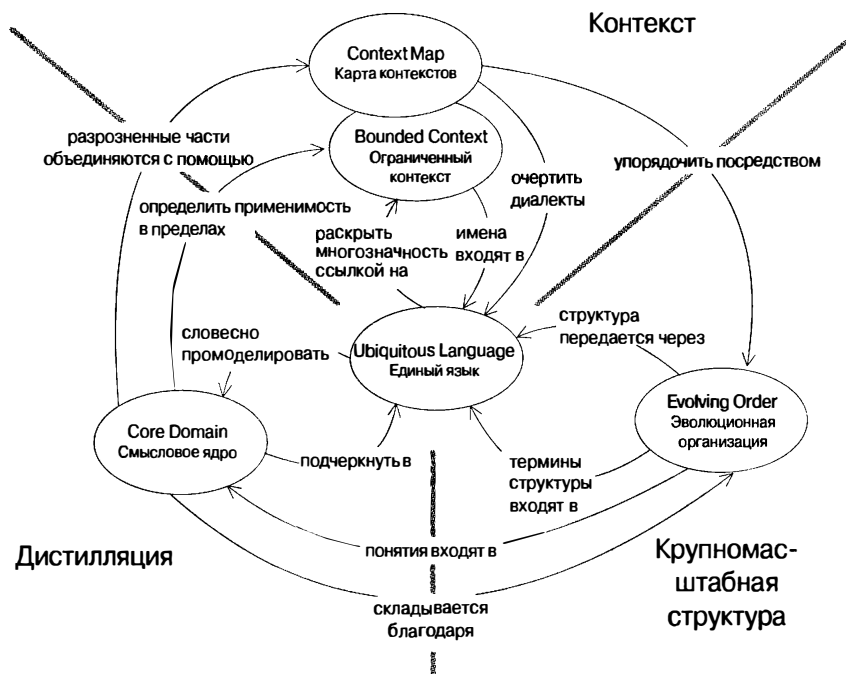 Контекст
Context Map
Карта контекстов
разрозненные части
объединяются с помощью
Bounded Context
Ограниченный
контекст
упорядочить посредством
очертить
диалекты
определить применимость
в пределах
раскрыть
многозначность
ссылкой на
имена
входят в
структура
передается через
словесно
промоделировать
Ubiquitous Language
Единый язык
Evolving Order
Эволюционная
организация
Core Domain
Смысловое ядро
подчеркнуть в
термины
структуры
входят в
Дистилляция
понятия входят в
Крупномас-
штабная
структура
складывается
благодаря